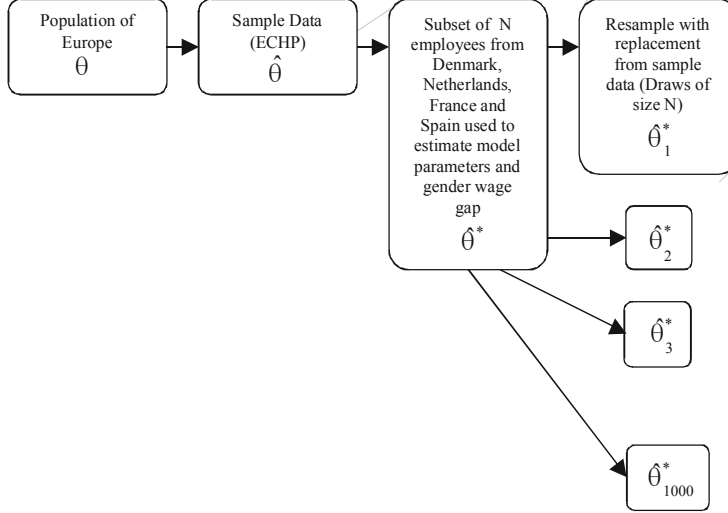 Population of
Europe
θ
Sample Data
(ECHP)
θ̂
Subset of N
employees from
Denmark,
Netherlands,
France and
Spain used to
estimate model
parameters and
gender wage
gap
θ̂*
Resample with
replacement
from sample
data (Draws of
size N)
θ̂*₁
θ̂*₂
θ̂*₃
θ̂*₁₀₀₀